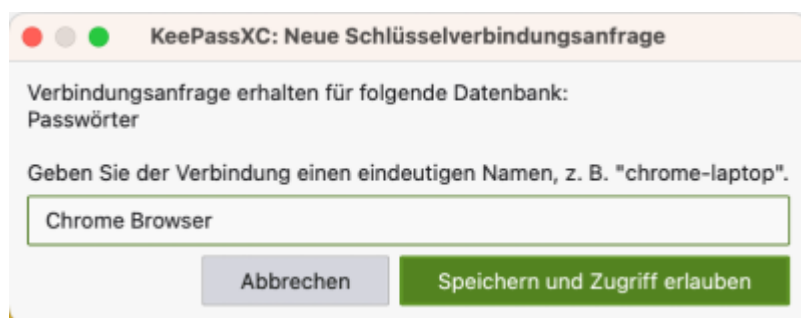 KeePassXC: Neue Schlüsselverbindungsanfrage
Verbindungsanfrage erhalten für folgende Datenbank:
Passwörter
Geben Sie der Verbindung einen eindeutigen Namen, z. B. "chrome-laptop".
Chrome Browser
Abbrechen
Speichern und Zugriff erlauben